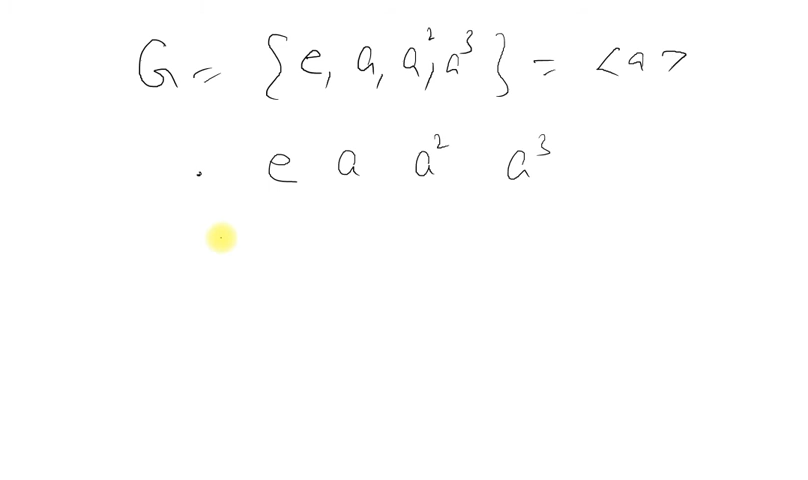 G = {e, a, a², a³} = <a>
. e a a² a³